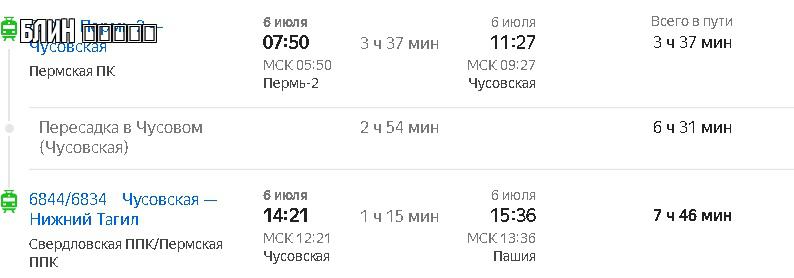 БЛИН
Пермь-2 —
Чусовская
Пермская ПК
6 июля
07:50
МСК 05:50
Пермь-2
3 ч 37 мин
6 июля
11:27
МСК 09:27
Чусовская
Всего в пути
3 ч 37 мин
Пересадка в Чусовом
(Чусовская)
2 ч 54 мин
6 ч 31 мин
6844/6834 Чусовская —
Нижний Тагил
Свердловская ППК/Пермская
ППК
6 июля
14:21
МСК 12:21
Чусовская
1 ч 15 мин
6 июля
15:36
МСК 13:36
Пашия
7 ч 46 мин